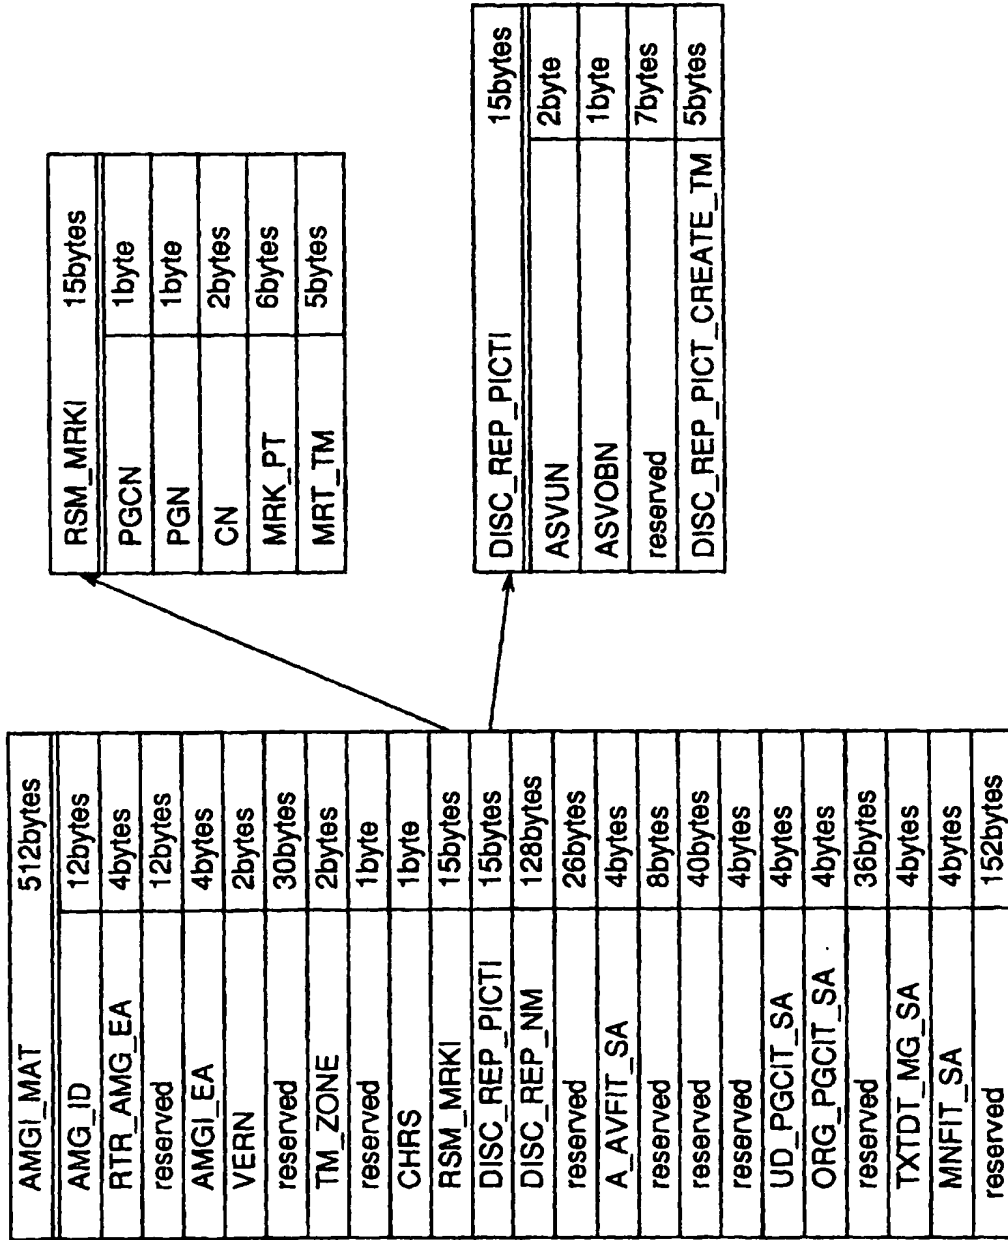 AMGI_MAT 512bytes
AMG_ID 12bytes
RTR_AMG_EA 4bytes
reserved 12bytes
AMGI_EA 4bytes
VERN 2bytes
reserved 30bytes
TM_ZONE 2bytes
reserved 1byte
CHRS 1byte
RSM_MRKI 15bytes
DISC_REP_PICTI 15bytes
DISC_REP_NM 128bytes
reserved 26bytes
A_AVFIT_SA 4bytes
reserved 8bytes
reserved 40bytes
reserved 4bytes
UD_PGCIT_SA 4bytes
ORG_PGCIT_SA 4bytes
reserved 36bytes
TXTDT_MG_SA 4bytes
MNFIT_SA 4bytes
reserved 152bytes
RSM_MRKI 15bytes
PGCN 1byte
PGN 1byte
CN 2bytes
MRK_PT 6bytes
MRT_TM 5bytes
DISC_REP_PICTI 15bytes
ASVUN 2byte
ASVOBN 1byte
reserved 7bytes
DISC_REP_PICT_CREATE_TM 5bytes